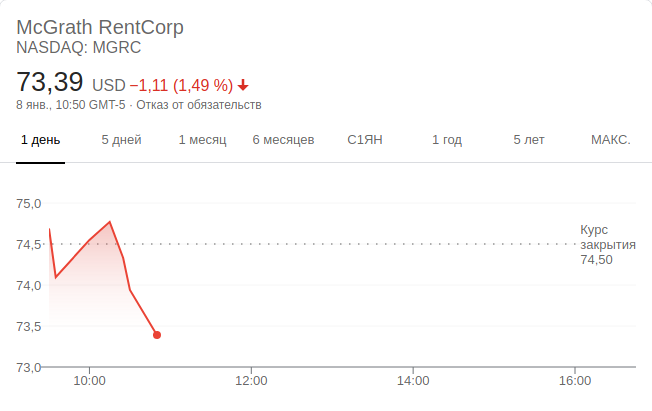 McGrath RentCorp
NASDAQ: MGRC
73,39 USD −1,11 (1,49 %)
8 янв., 10:50 GMT-5 · Отказ от обязательств
1 день 5 дней 1 месяц 6 месяцев С1ЯН 1 год 5 лет МАКС.
75,0
Курс
74,5 закрытия
74,50
74,0
73,5
73,0
10:00 12:00 14:00 16:00